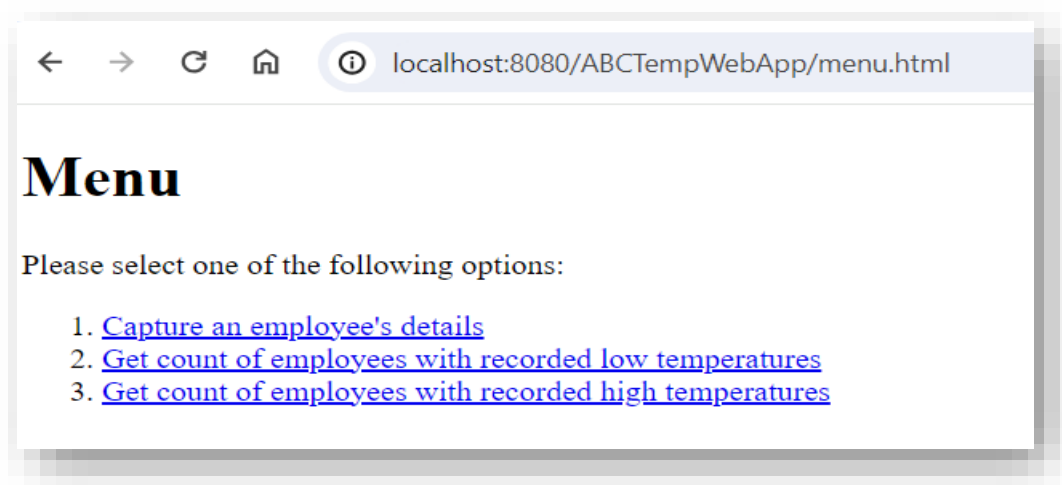 localhost:8080/ABCTempWebApp/menu.html
Menu
Please select one of the following options:
1. Capture an employee's details
2. Get count of employees with recorded low temperatures
3. Get count of employees with recorded high temperatures